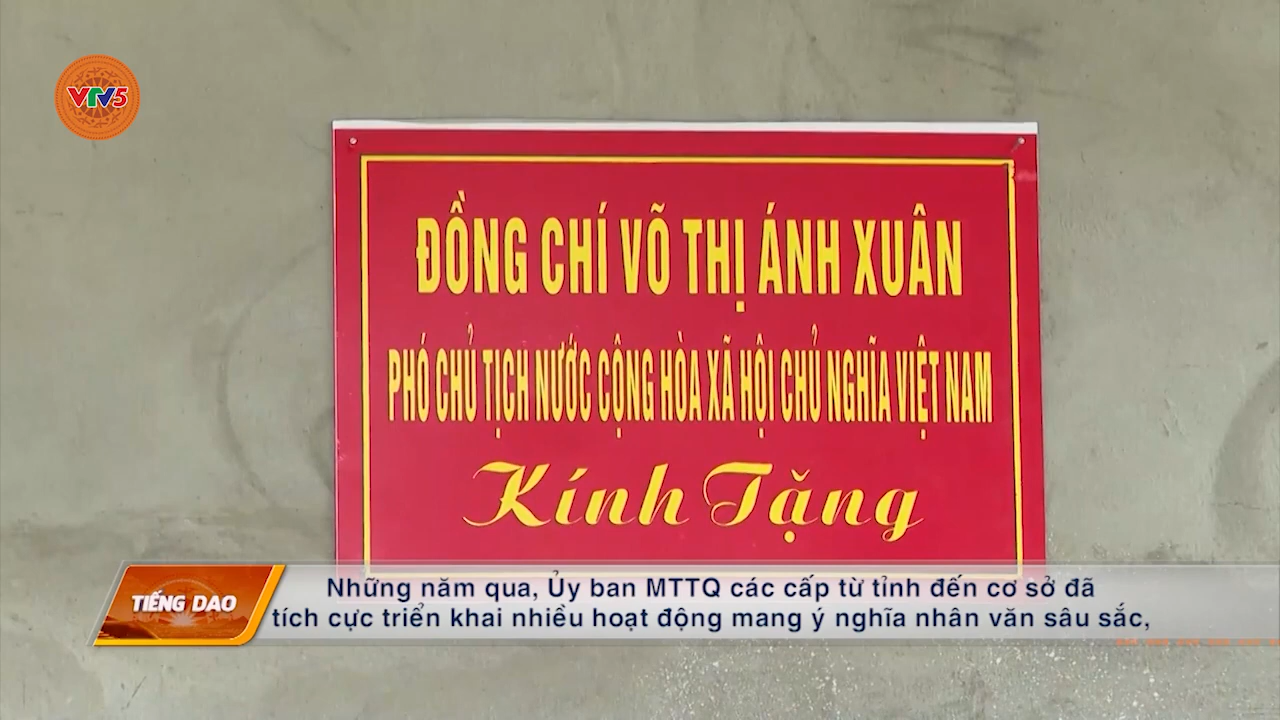 VTV5
ĐỒNG CHÍ VÕ THỊ ÁNH XUÂN
PHÓ CHỦ TỊCH NƯỚC CỘNG HÒA XÃ HỘI CHỦ NGHĨA VIỆT NAM
Kính Tặng
TIẾNG DAO
Những năm qua, Ủy ban MTTQ các cấp từ tỉnh đến cơ sở đã
tích cực triển khai nhiều hoạt động mang ý nghĩa nhân văn sâu sắc,